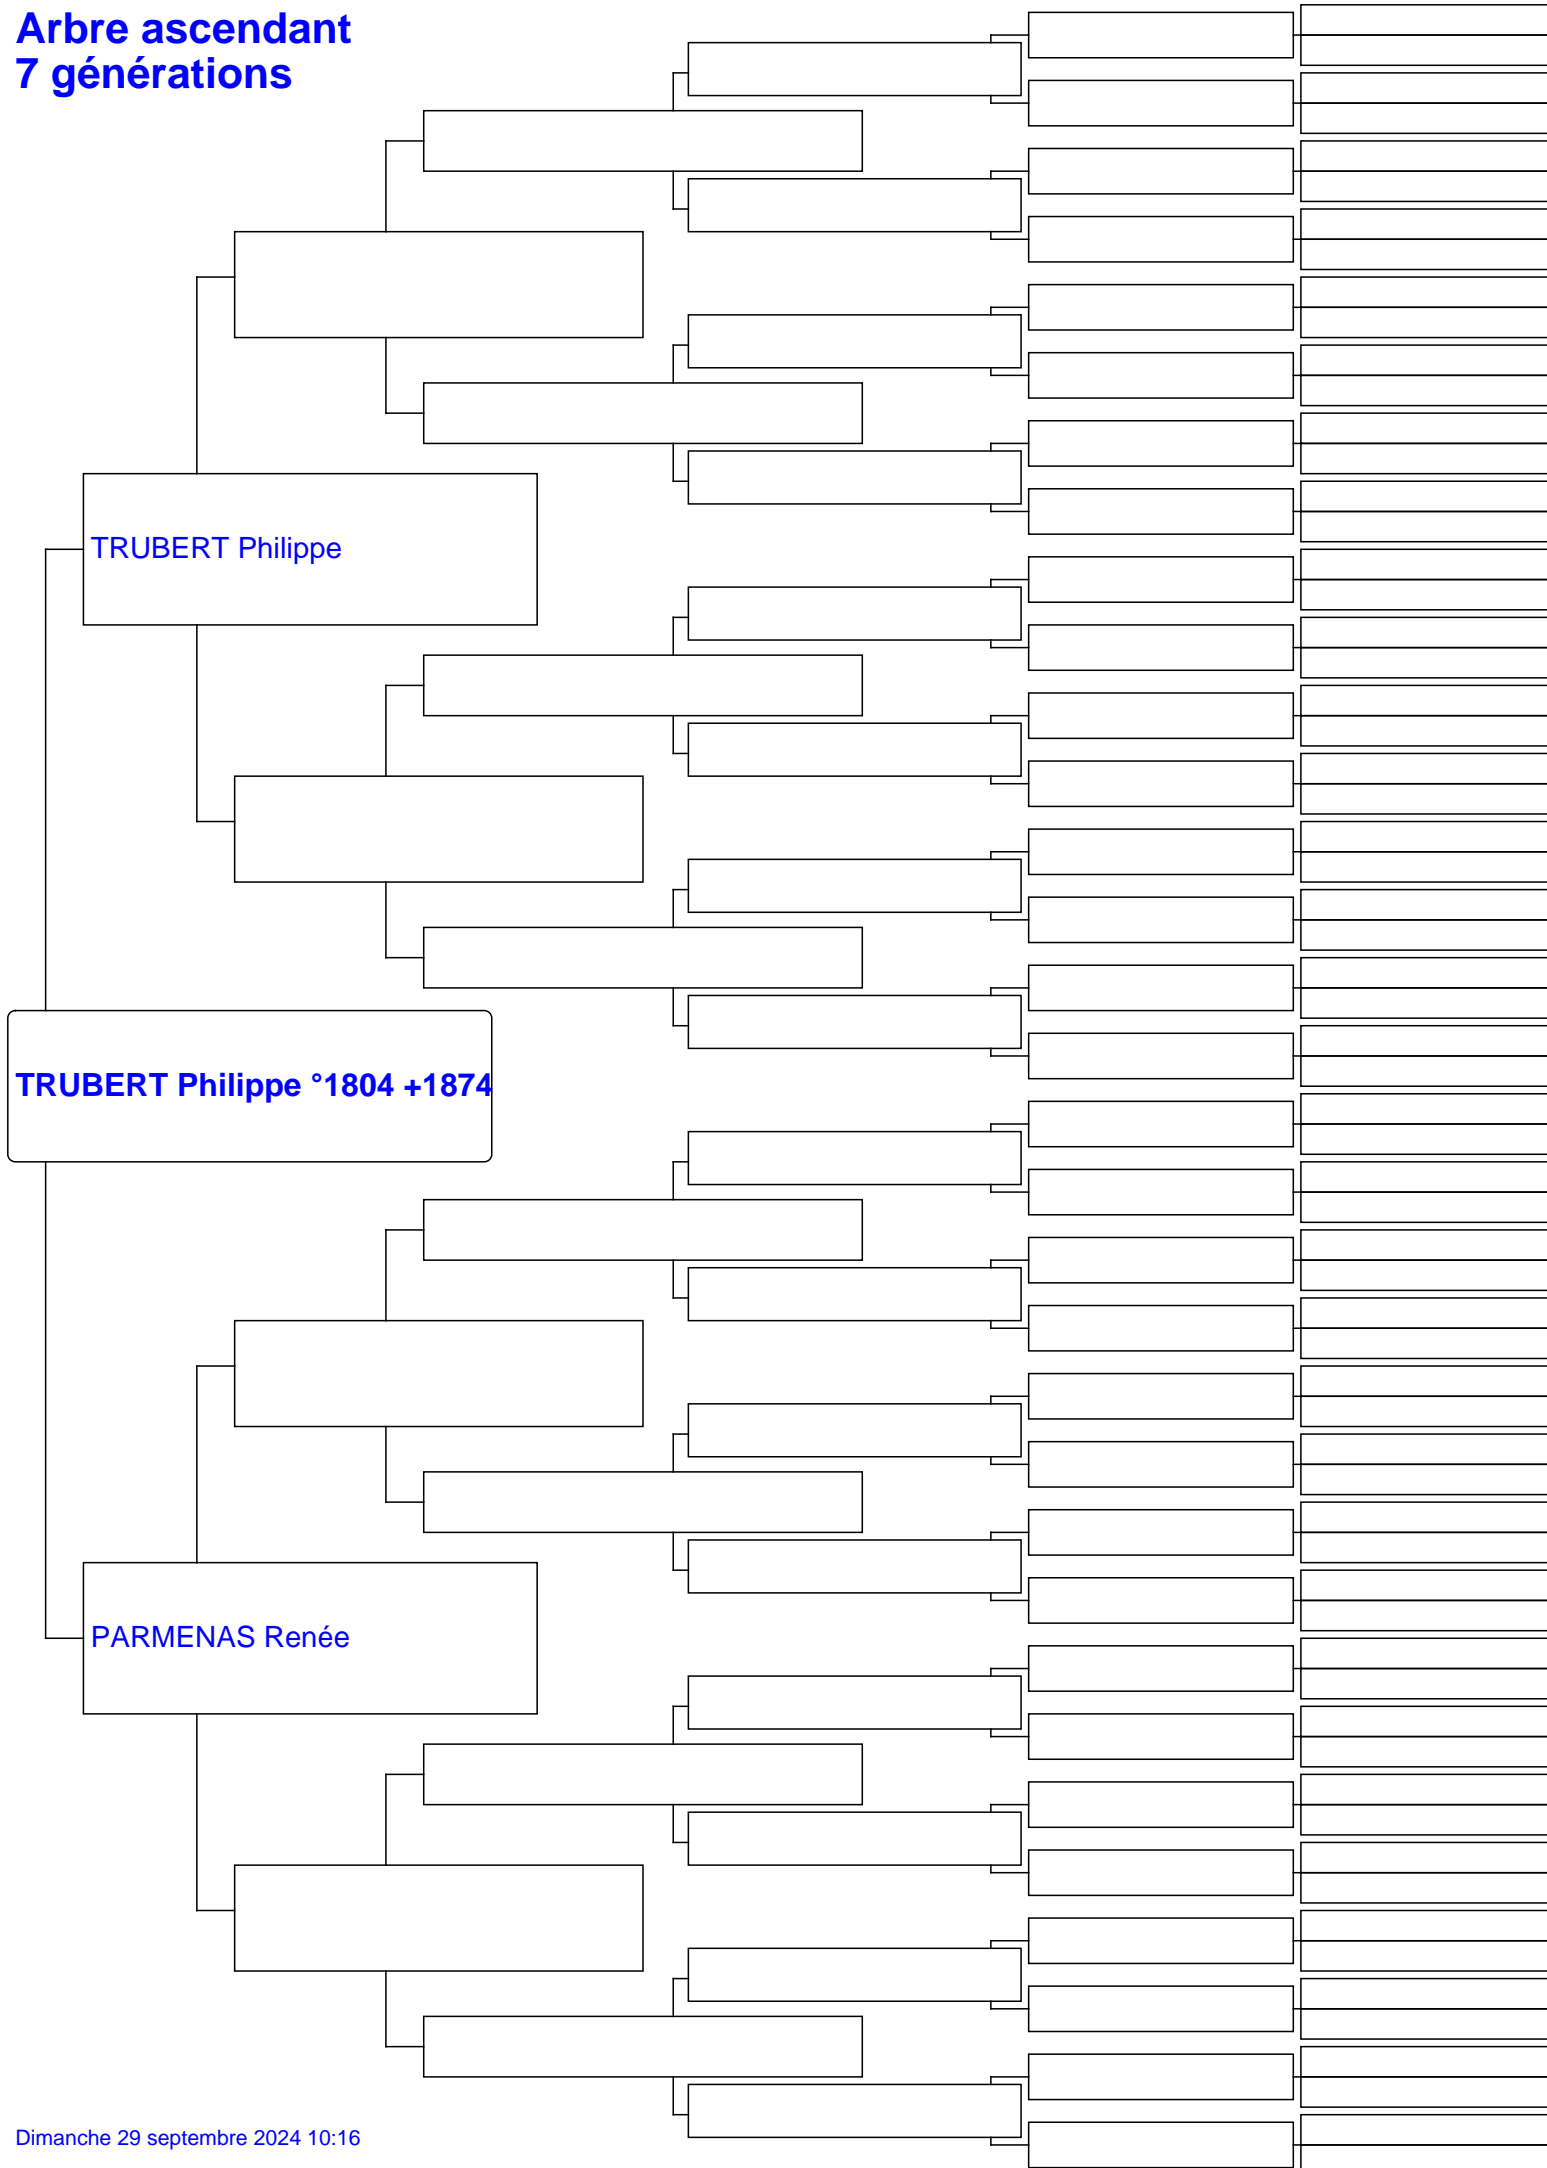 Arbre ascendant
7 générations
TRUBERT Philippe
TRUBERT Philippe °1804 +1874
PARMENAS Renée
Dimanche 29 septembre 2024 10:16